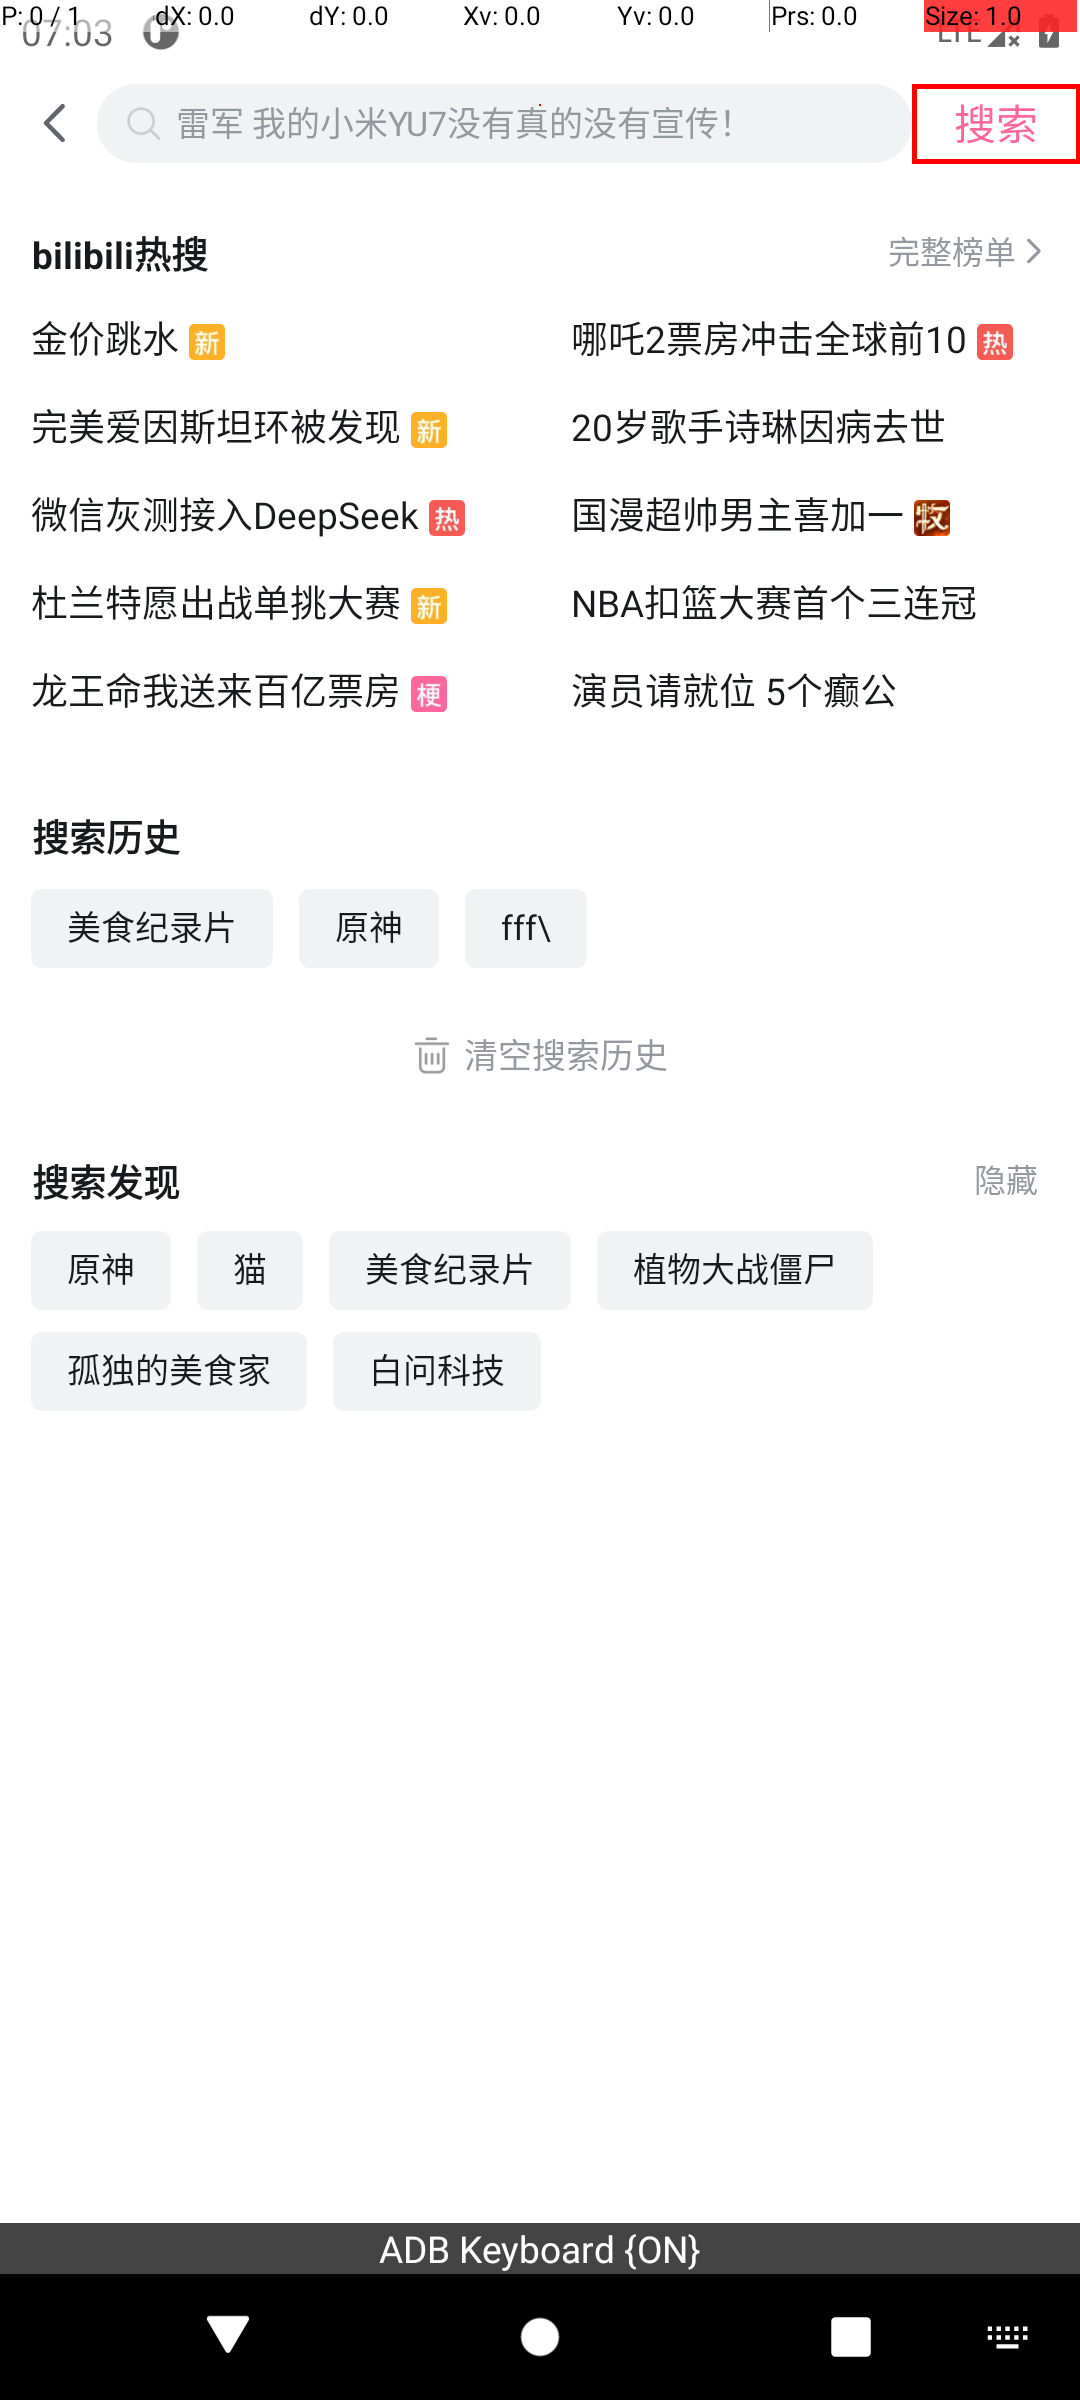 P: 0 / 1 dX: 0.0 dY: 0.0 Xv: 0.0 Yv: 0.0 Prs: 0.0 Size: 1.0
07:03 LTE
雷军 我的小米YU7没有真的没有宣传! 搜索
bilibili热搜 完整榜单
金价跳水 新 哪吒2票房冲击全球前10 热
完美爱因斯坦环被发现 新 20岁歌手诗琳因病去世
微信灰测接入DeepSeek 热 国漫超帅男主喜加一 牧
杜兰特愿出战单挑大赛 新 NBA扣篮大赛首个三连冠
龙王命我送来百亿票房 梗 演员请就位 5个癫公
搜索历史
美食纪录片 原神 fff\
清空搜索历史
搜索发现 隐藏
原神 猫 美食纪录片 植物大战僵尸
孤独的美食家 白问科技
ADB Keyboard {ON}